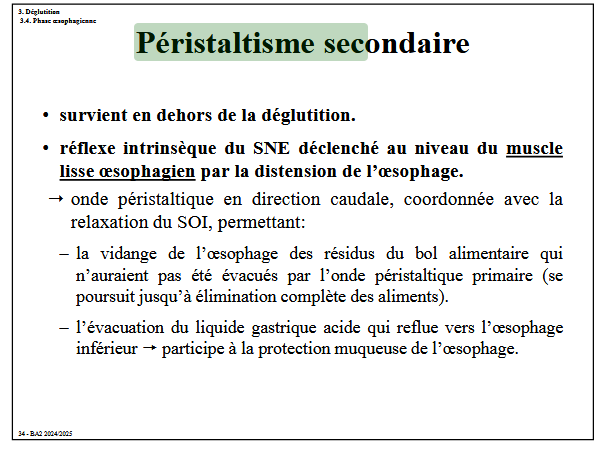 3. Déglutition
3.4. Phase œsophagienne
Péristaltisme secondaire
• survient en dehors de la déglutition.
• réflexe intrinsèque du SNE déclenché au niveau du muscle
lisse œsophagien par la distension de l’œsophage.
→ onde péristaltique en direction caudale, coordonnée avec la
relaxation du SOI, permettant:
– la vidange de l’œsophage des résidus du bol alimentaire qui
n’auraient pas été évacués par l’onde péristaltique primaire (se
poursuit jusqu’à élimination complète des aliments).
– l’évacuation du liquide gastrique acide qui reflue vers l’œsophage
inférieur → participe à la protection muqueuse de l’œsophage.
34 - BA2 2024/2025